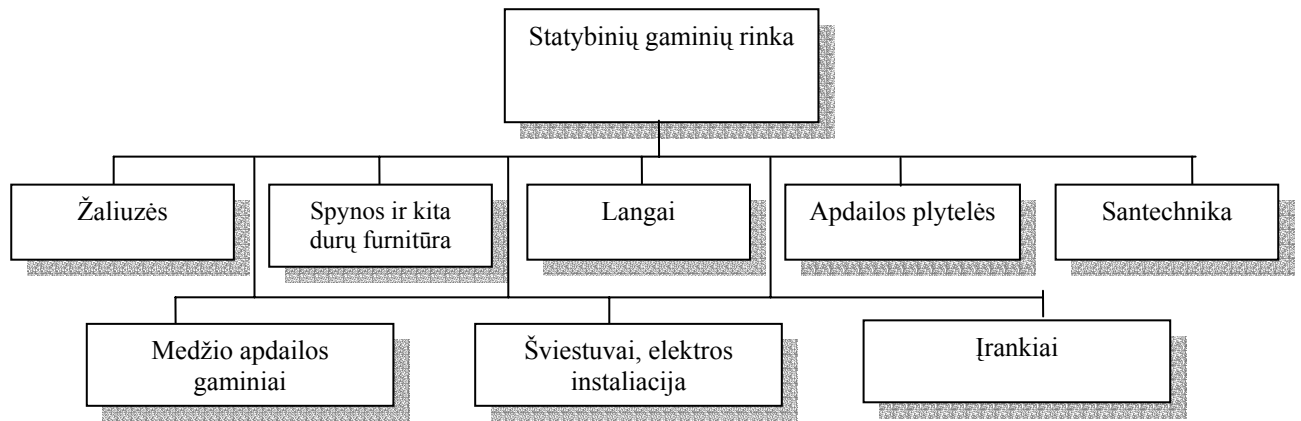 Statybinių gaminių rinka
Žaliuzės
Spynos ir kita
durų furnitūra
Langai
Apdailos plytelės
Santechnika
Medžio apdailos
gaminiai
Šviestuvai, elektros
instaliacija
Įrankiai